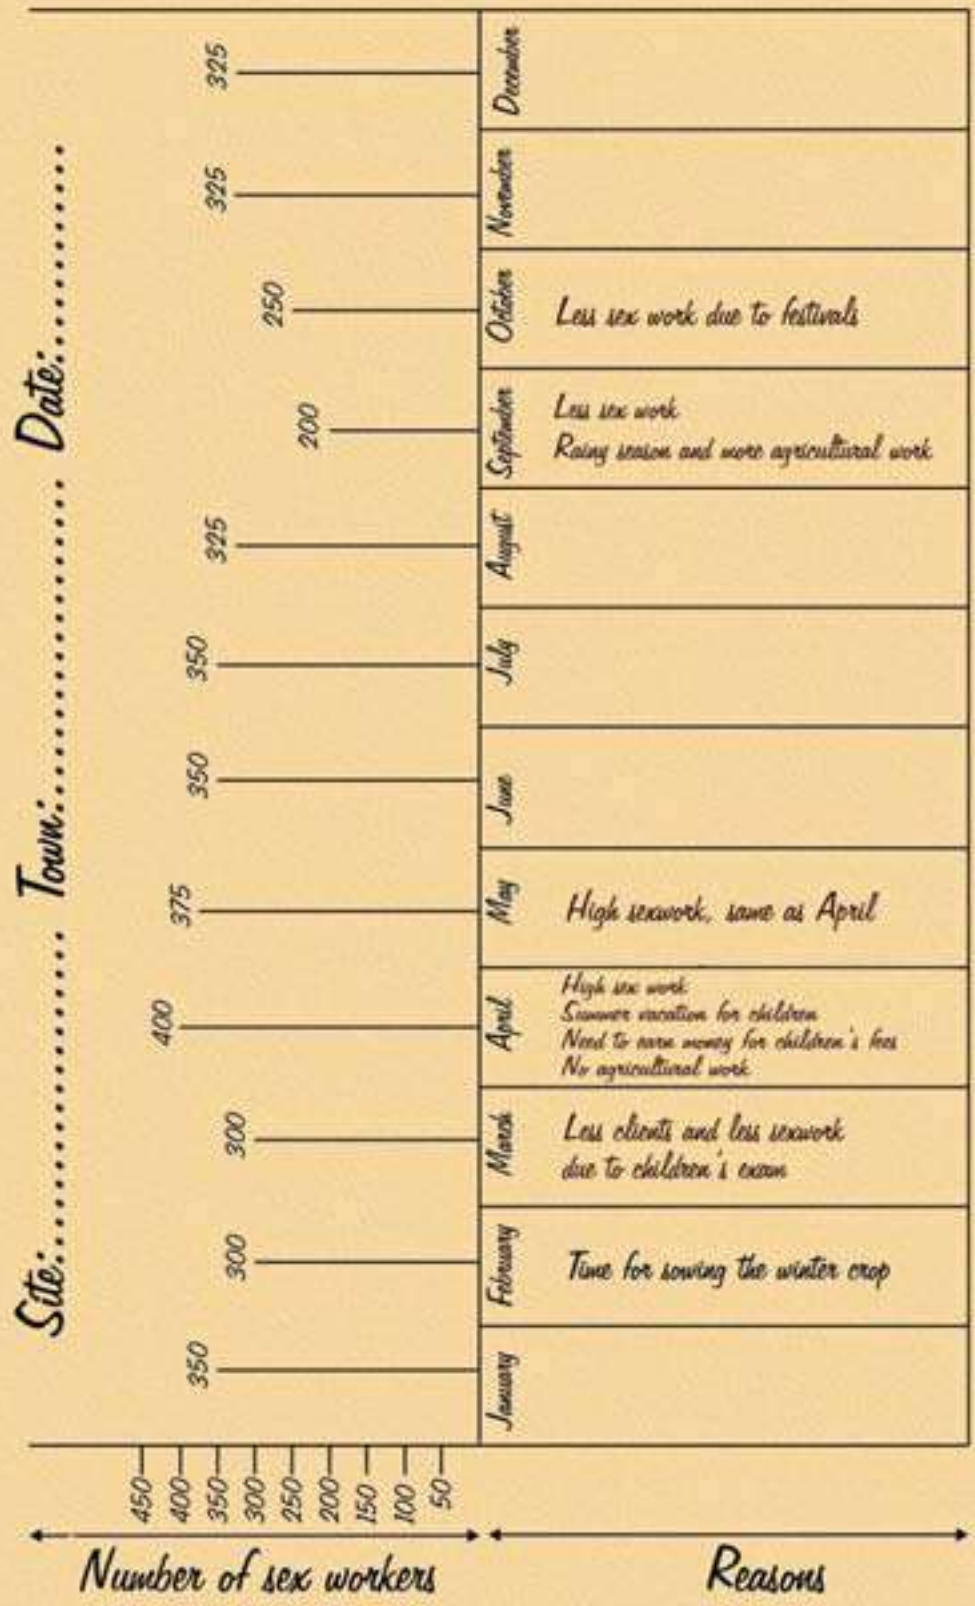 Site:.............................. Town:.............................. Date:....................
Number of sex workers
450
400
350
300
250
200
150
100
50
350
300
300
400
375
350
350
325
200
250
325
325
January
February
March
April
May
June
July
August
September
October
November
December
Reasons
Time for sowing the winter crop
Less clients and less sexwork
due to children's exam
High sex work
Summer vacation for children
Need to earn money for children's fees
No agricultural work
High sexwork, same as April
Less sex work
Rainy season and more agricultural work
Less sex work due to festivals